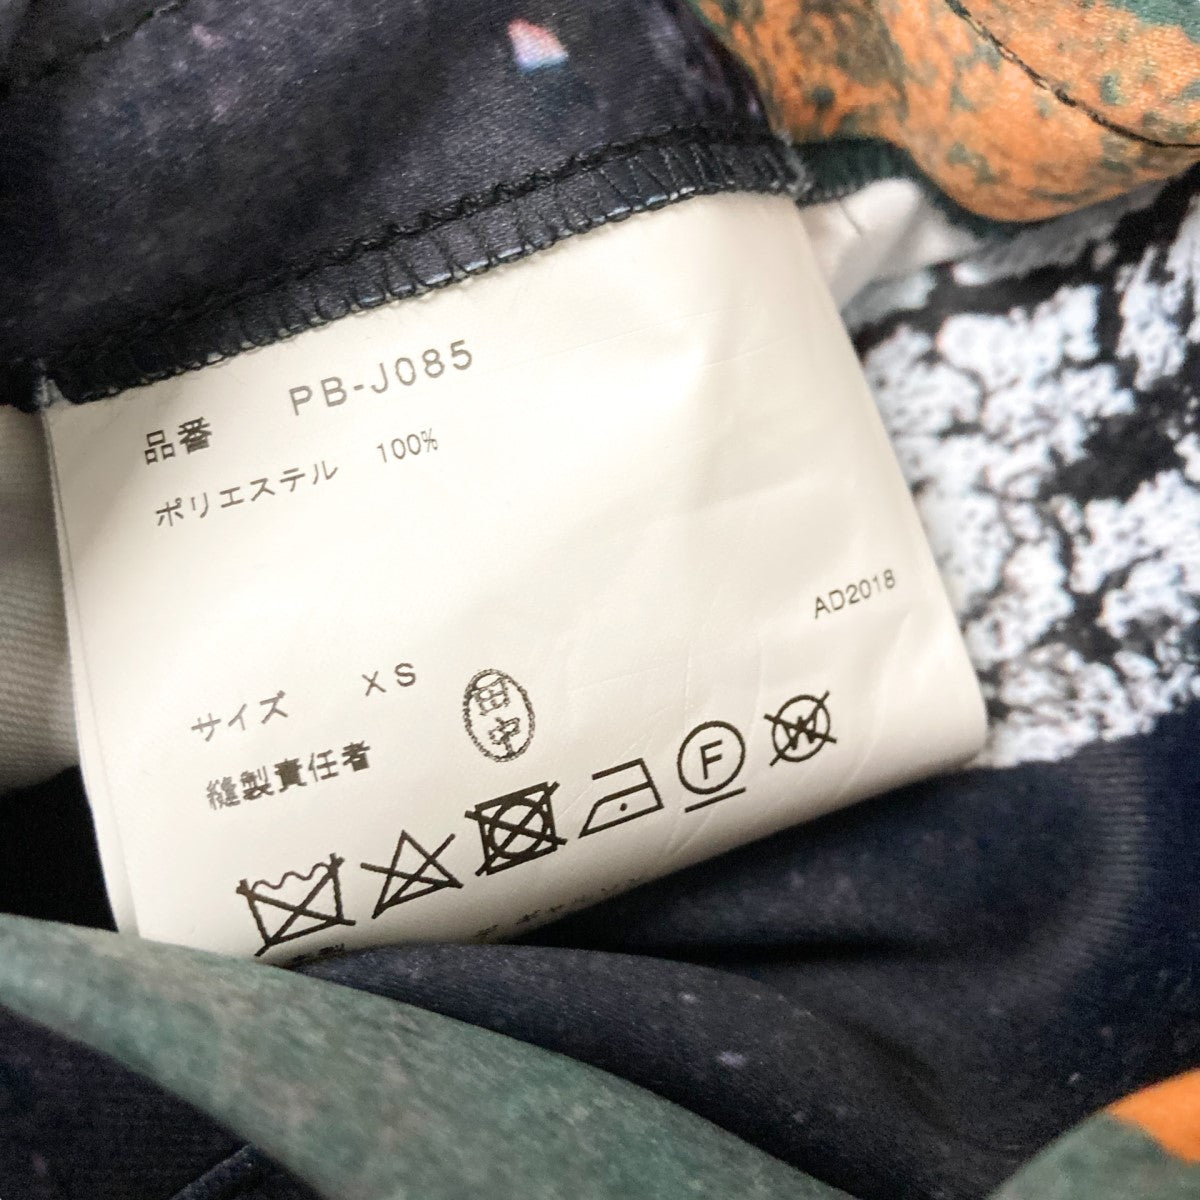 品番 PB-J085
ポリエステル 100%
AD2018
サイズ XS
縫製責任者 田中
F W